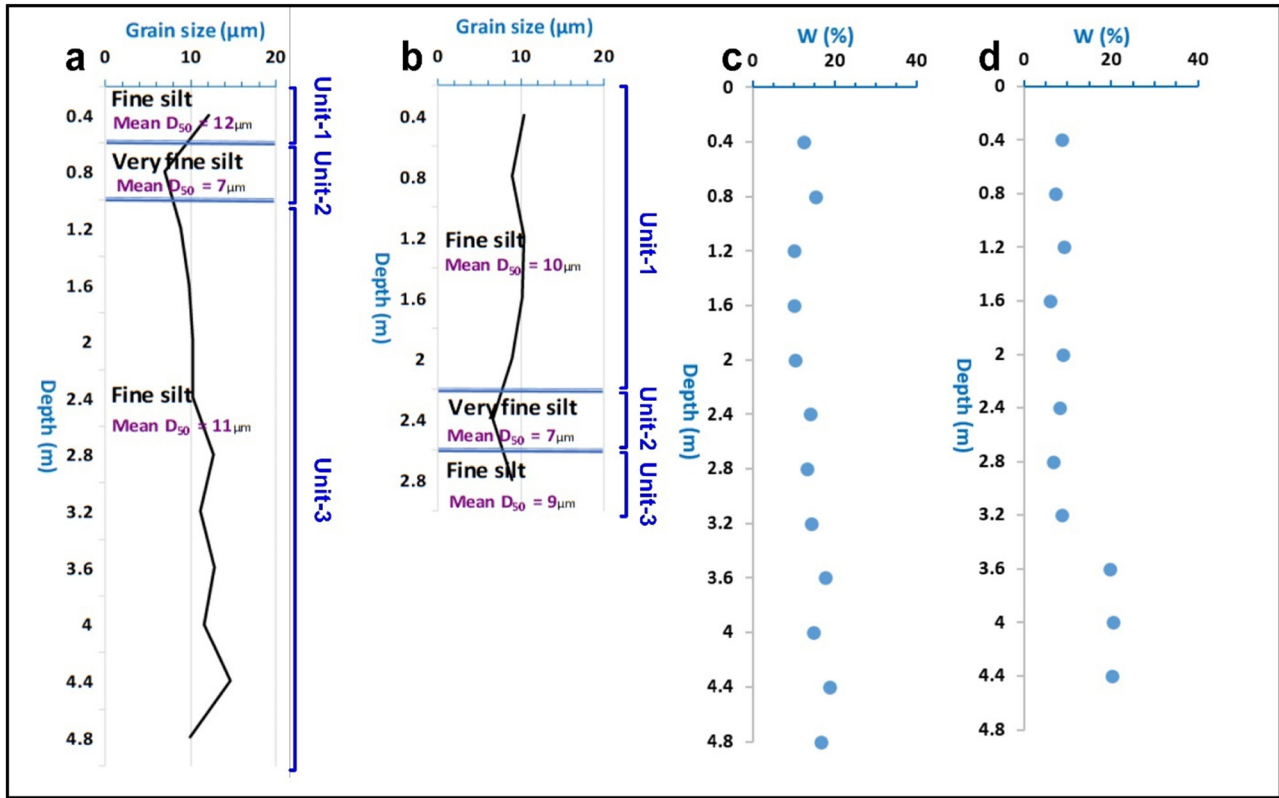 a
Grain size (µm)
0 10 20
Fine silt
Mean D₅₀ = 12µm
Very fine silt
Mean D₅₀ = 7µm
Fine silt
Mean D₅₀ = 11µm
0.4
0.8
1.2
1.6
2
2.4
2.8
3.2
3.6
4
4.4
4.8
Depth (m)
Unit-1
Unit-2
Unit-3
b
Grain size (µm)
0 10 20
Fine silt
Mean D₅₀ = 10µm
Very fine silt
Mean D₅₀ = 7µm
Fine silt
Mean D₅₀ = 9µm
0.4
0.8
1.2
1.6
2
2.4
2.8
Depth (m)
Unit-1
Unit-2
Unit-3
c
W (%)
0 20 40
0
0.4
0.8
1.2
1.6
2
2.4
2.8
3.2
3.6
4
4.4
4.8
Depth (m)
d
W (%)
0 20 40
0
0.4
0.8
1.2
1.6
2
2.4
2.8
3.2
3.6
4
4.4
4.8
Depth (m)